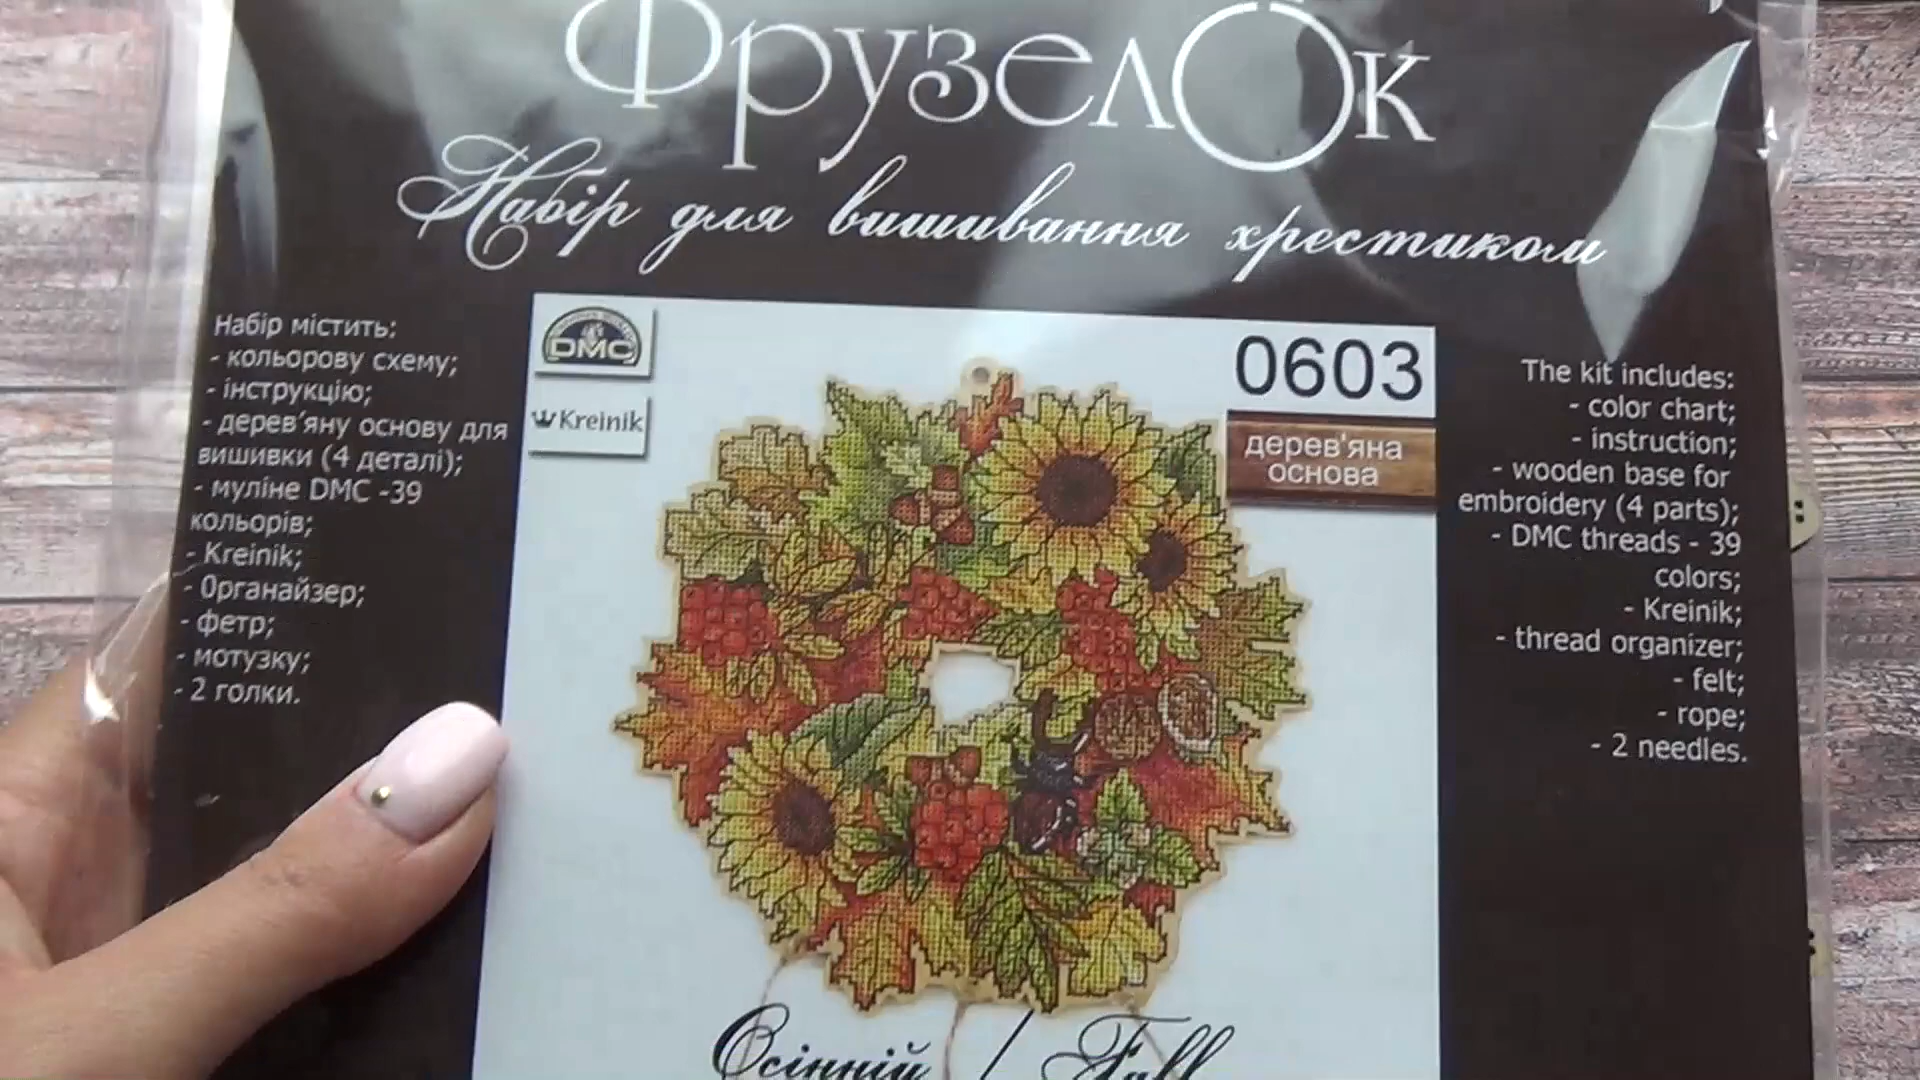 ФрузелОк
Набір для вишивання хрестиком
Набір містить:
- кольорову схему;
- інструкцію;
- дерев'яну основу для
вишивки (4 деталі);
- муліне DMC -39
кольорів;
- Kreinik;
- Органайзер;
- фетр;
- мотузку;
- 2 голки.
DMC
Kreinik
0603
дерев'яна
основа
The kit includes:
- color chart;
- instruction;
- wooden base for
embroidery (4 parts);
- DMC threads - 39
colors;
- Kreinik;
- thread organizer;
- felt;
- rope;
- 2 needles.
Осінній / Fall